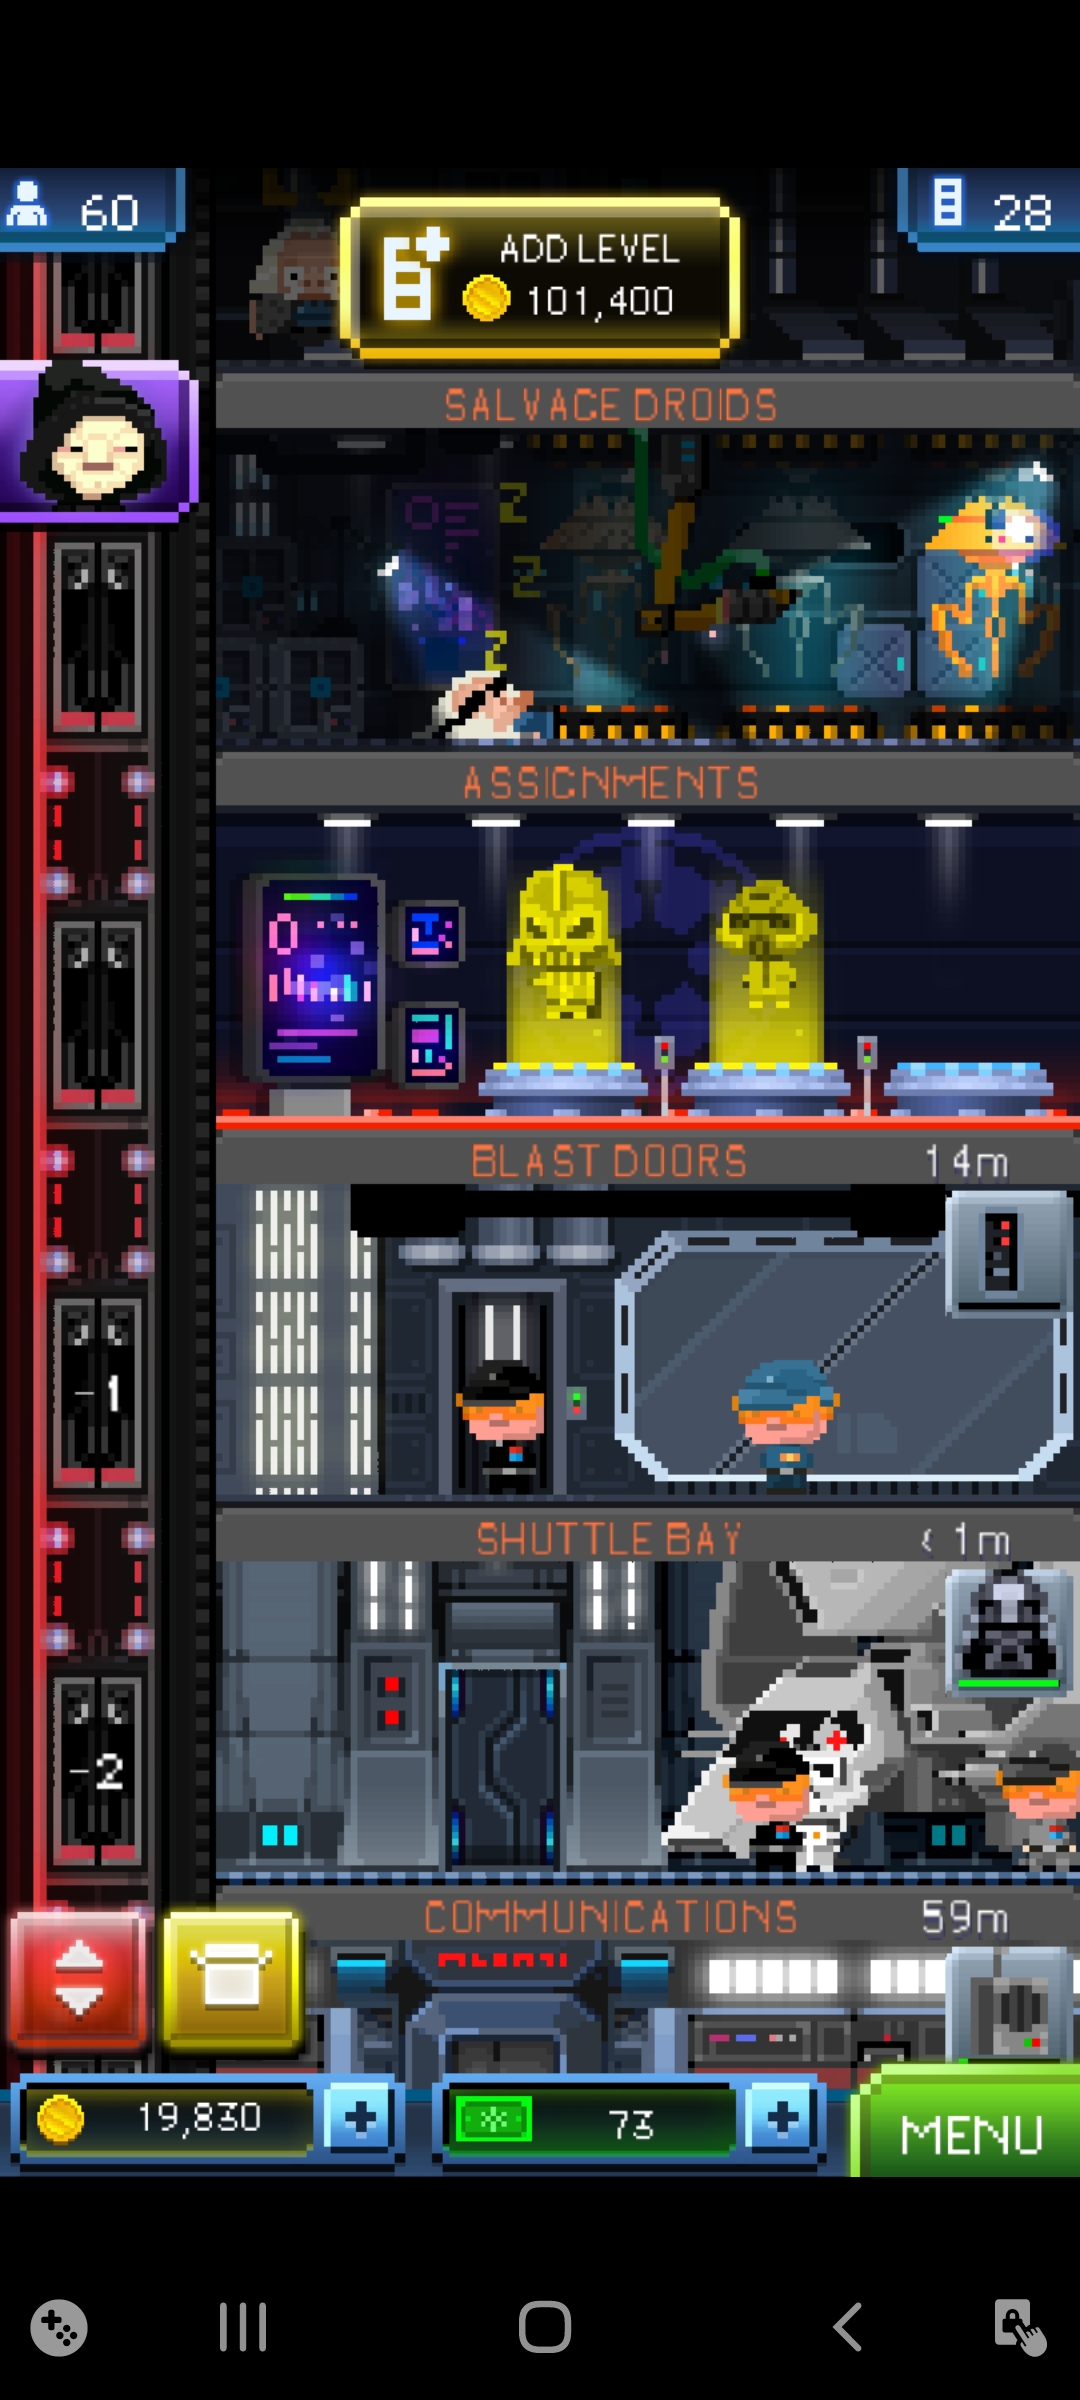 60
28
ADD LEVEL
101,400
SALVAGE DROIDS
Z
Z
Z
ASSIGNMENTS
BLAST DOORS 14m
-1
SHUTTLE BAY < 1m
-2
COMMUNICATIONS 59m
19,830
73
MENU